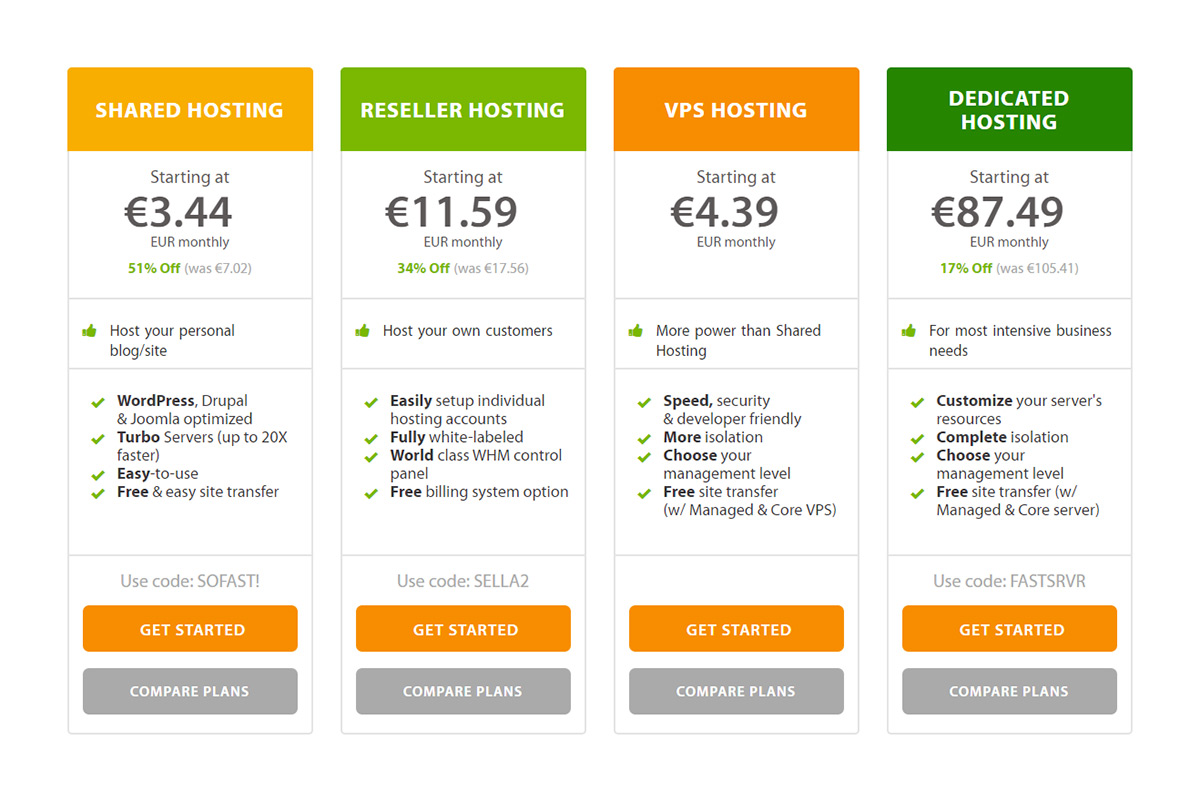 SHARED HOSTING
Starting at
€3.44
EUR monthly
51% Off (was €7.02)
Host your personal
blog/site
WordPress, Drupal
& Joomla optimized
Turbo Servers (up to 20X
faster)
Easy-to-use
Free & easy site transfer
Use code: SOFAST!
GET STARTED
COMPARE PLANS
RESELLER HOSTING
Starting at
€11.59
EUR monthly
34% Off (was €17.56)
Host your own customers
Easily setup individual
hosting accounts
Fully white-labeled
World class WHM control
panel
Free billing system option
Use code: SELLA2
GET STARTED
COMPARE PLANS
VPS HOSTING
Starting at
€4.39
EUR monthly
More power than Shared
Hosting
Speed, security
& developer friendly
More isolation
Choose your
management level
Free site transfer
(w/ Managed & Core VPS)
GET STARTED
COMPARE PLANS
DEDICATED
HOSTING
Starting at
€87.49
EUR monthly
17% Off (was €105.41)
For most intensive business
needs
Customize your server's
resources
Complete isolation
Choose your
management level
Free site transfer (w/
Managed & Core server)
Use code: FASTSRVR
GET STARTED
COMPARE PLANS